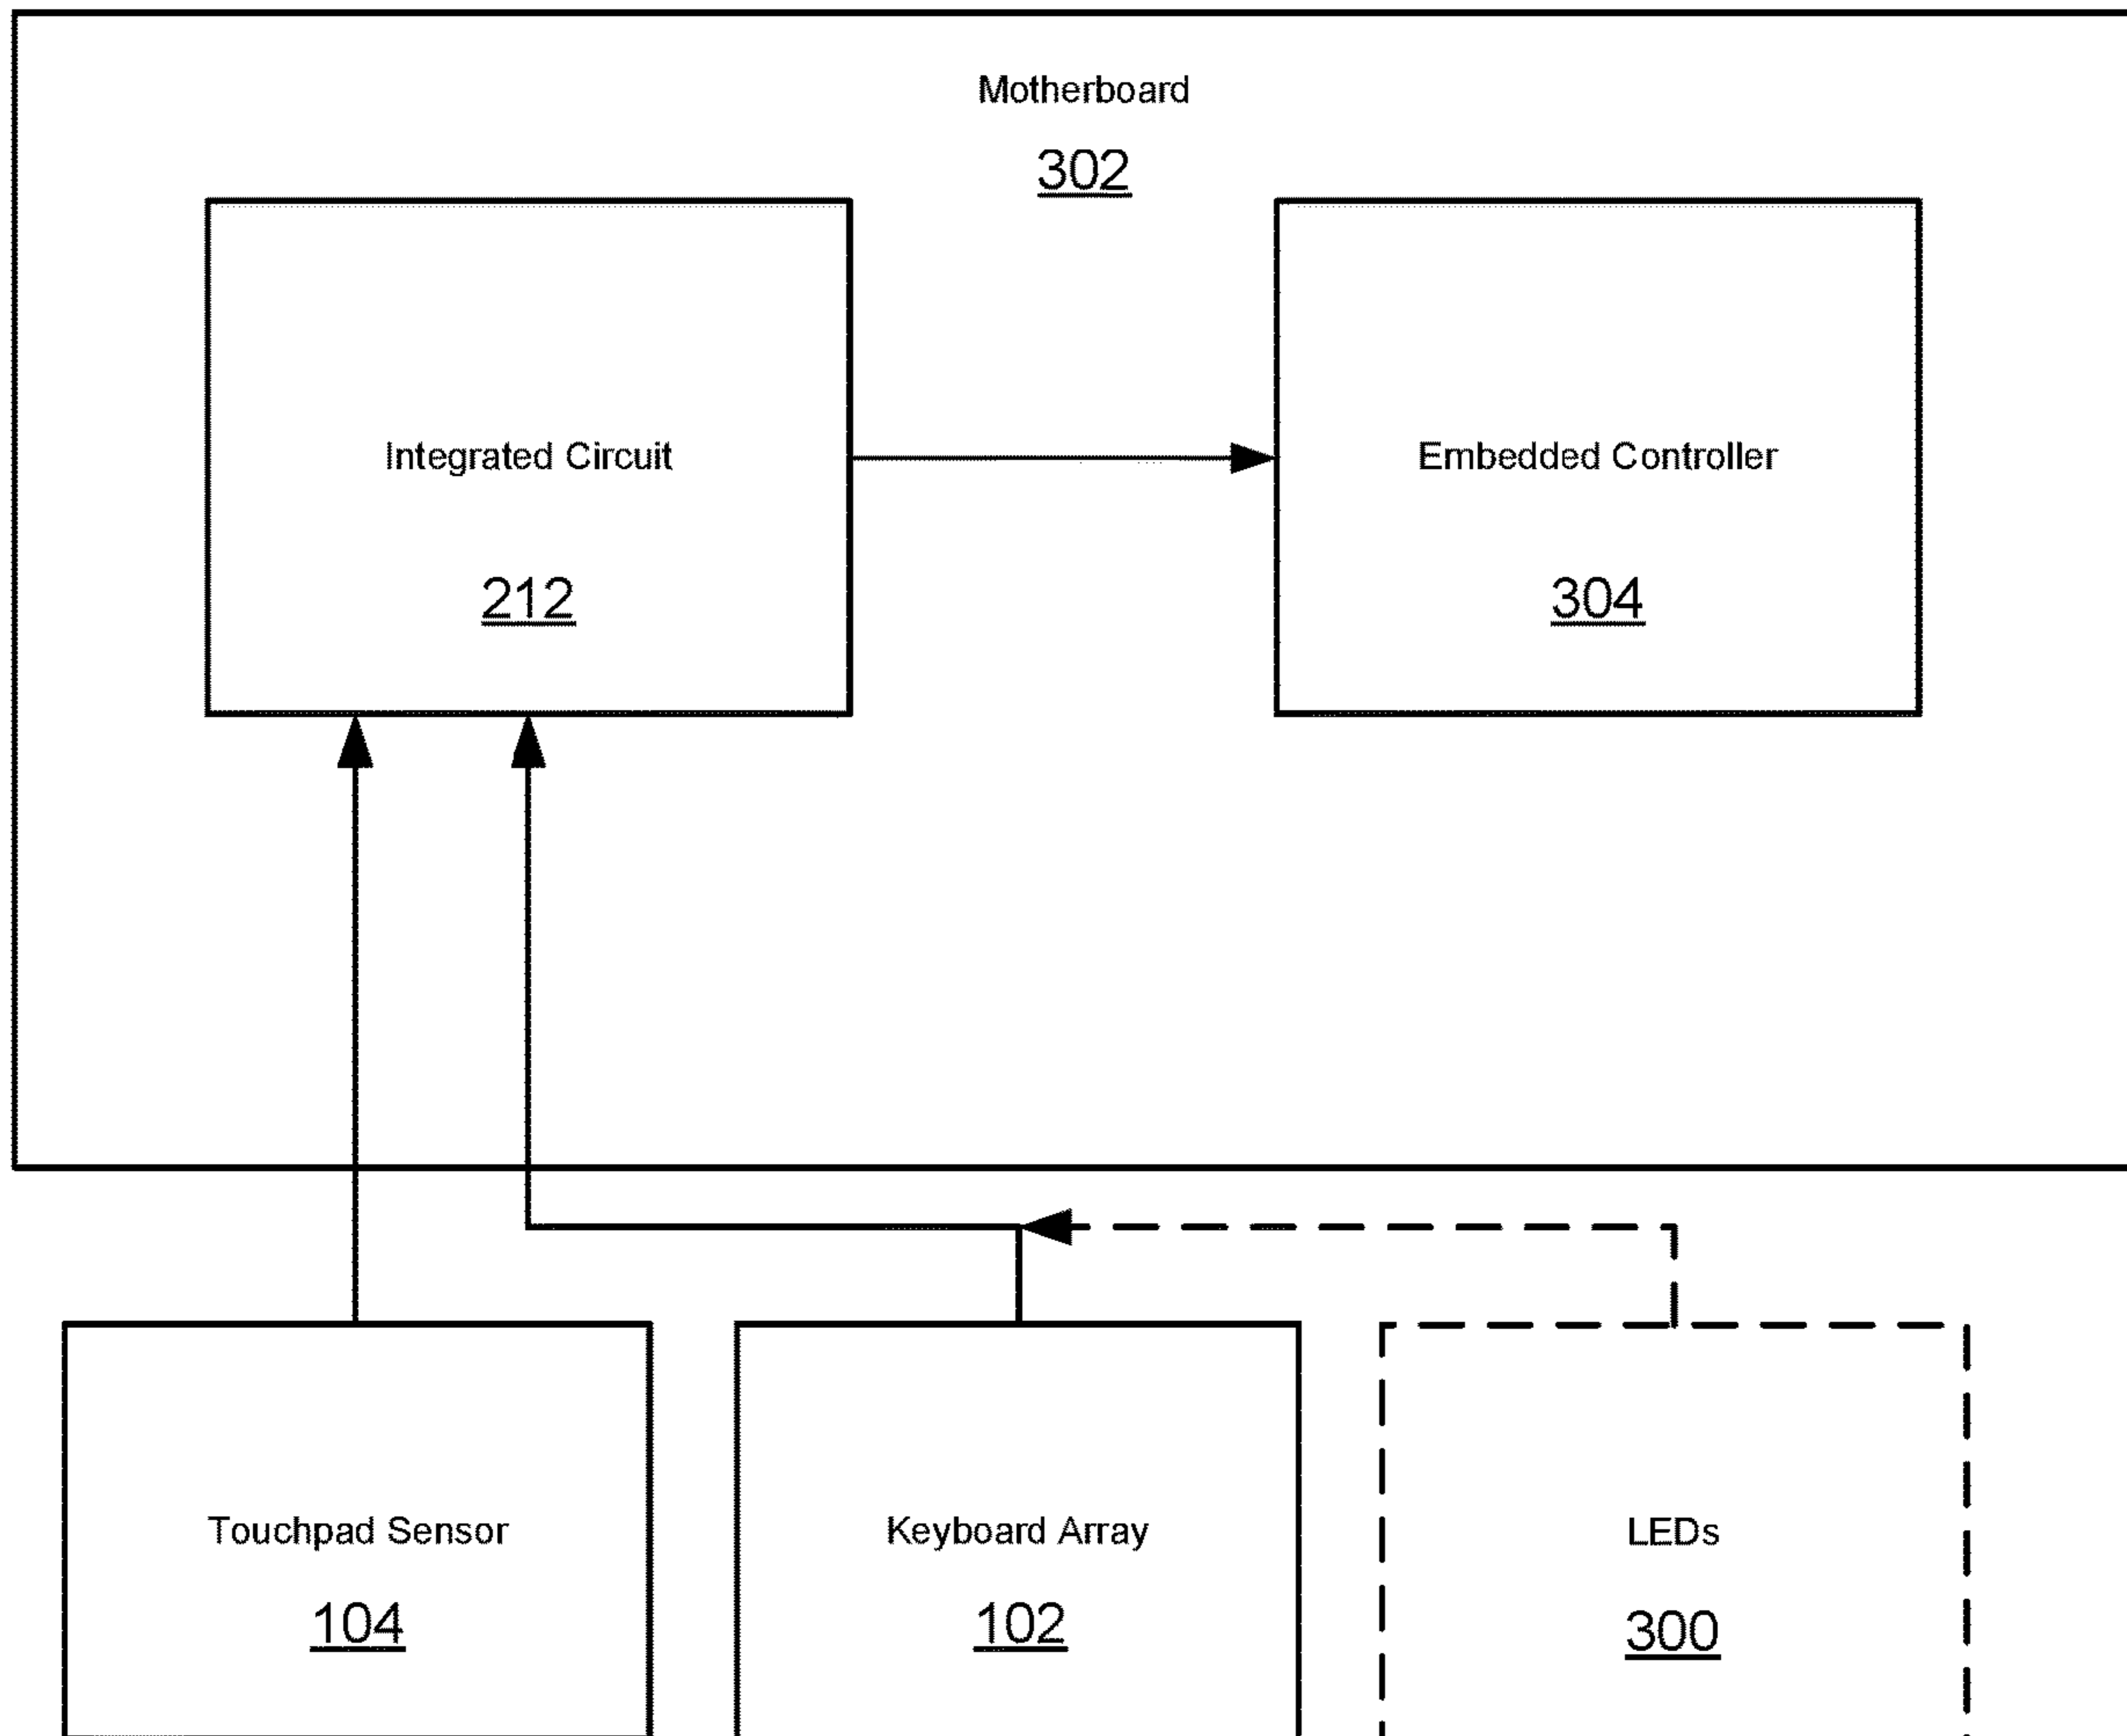 Motherboard
302
Integrated Circuit
212
Embedded Controller
304
Touchpad Sensor
104
Keyboard Array
102
LEDs
300